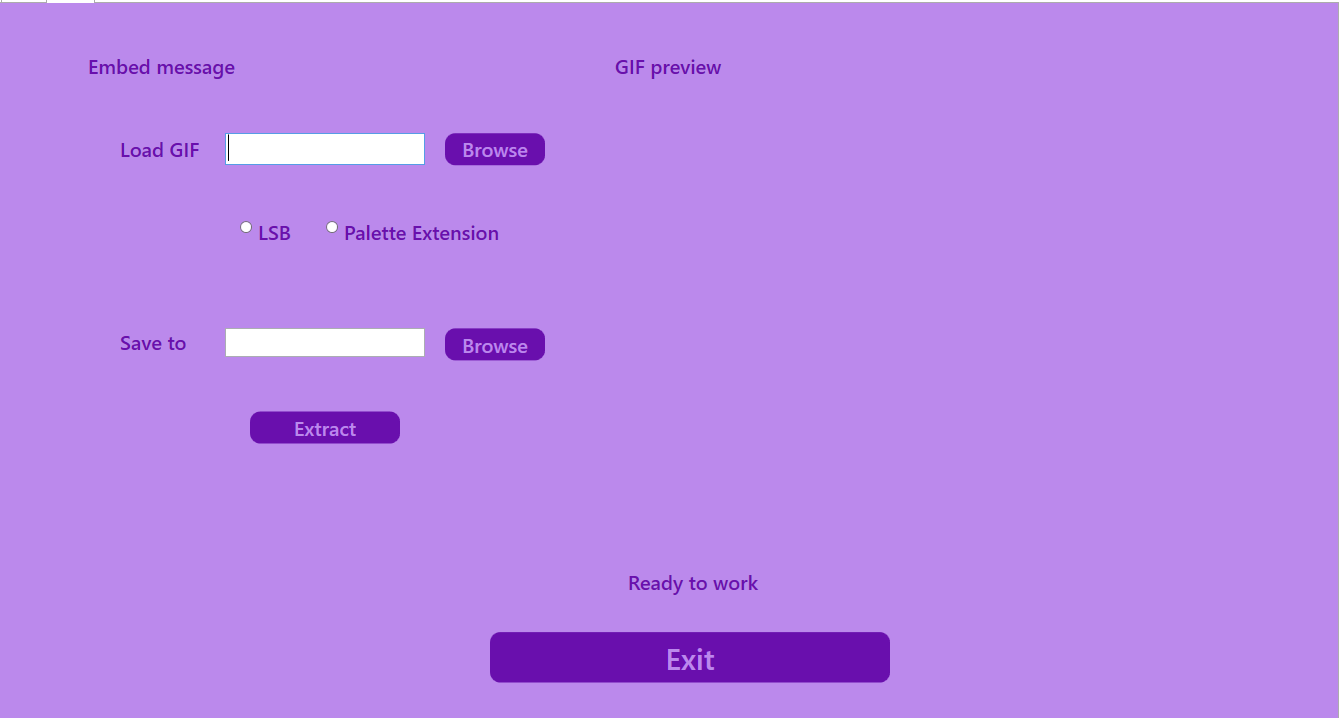 Embed message
GIF preview
Load GIF
Browse
LSB
Palette Extension
Save to
Browse
Extract
Ready to work
Exit